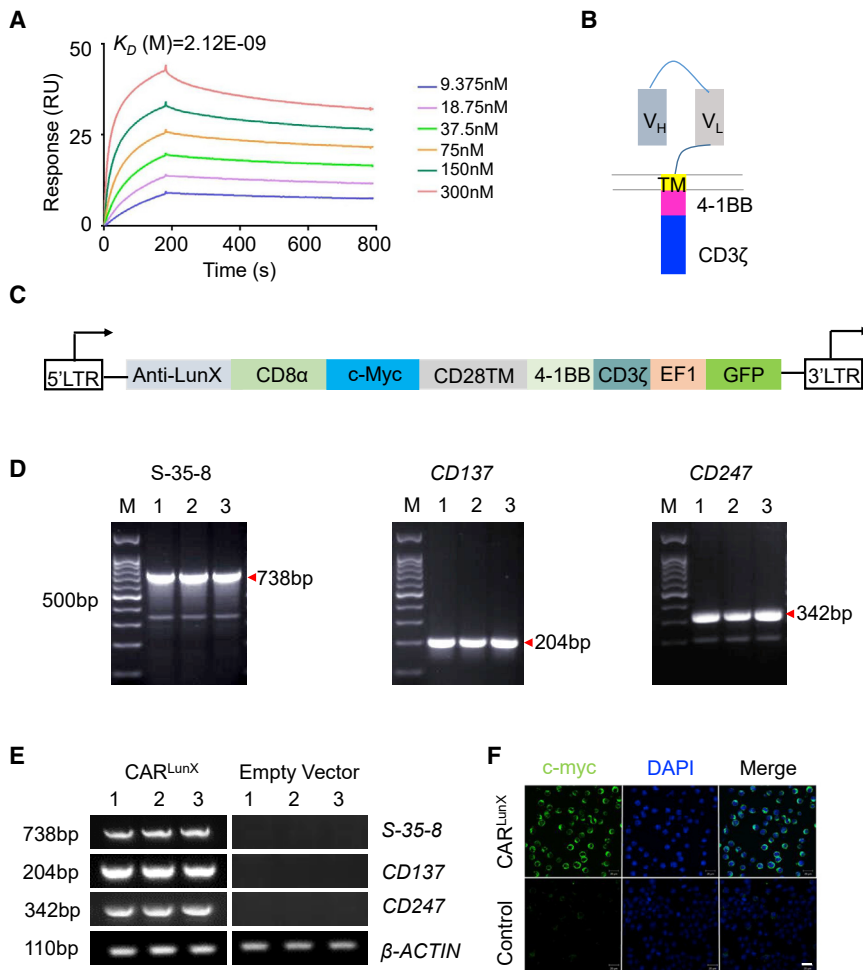 A
K_D (M)=2.12E-09
50
25
0
Response (RU)
0 200 400 600 800
Time (s)
9.375nM
18.75nM
37.5nM
75nM
150nM
300nM
B
V_H V_L
TM
4-1BB
CD3ζ
C
5'LTR Anti-LunX CD8α c-Myc CD28TM 4-1BB CD3ζ EF1 GFP 3'LTR
D
S-35-8 CD137 CD247
M 1 2 3 M 1 2 3 M 1 2 3
500bp 738bp 204bp 342bp
E
CAR^LunX Empty Vector
1 2 3 1 2 3
738bp S-35-8
204bp CD137
342bp CD247
110bp β-ACTIN
F
c-myc DAPI Merge
CAR^LunX
Control